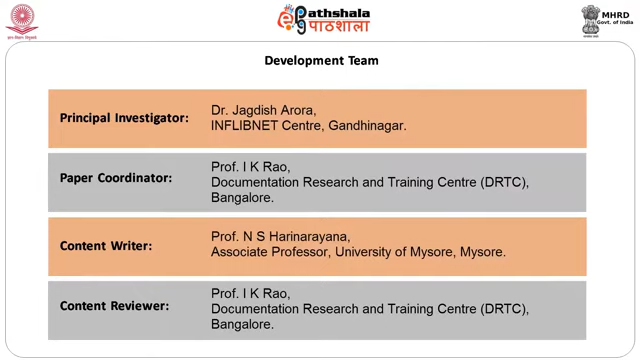 Pathshala
पाठशाला
MHRD
Govt. of India
Development Team
Principal Investigator:
Dr. Jagdish Arora,
INFLIBNET Centre, Gandhinagar.
Paper Coordinator:
Prof. I K Rao,
Documentation Research and Training Centre (DRTC),
Bangalore.
Content Writer:
Prof. N S Harinarayana,
Associate Professor, University of Mysore, Mysore.
Content Reviewer:
Prof. I K Rao,
Documentation Research and Training Centre (DRTC),
Bangalore.